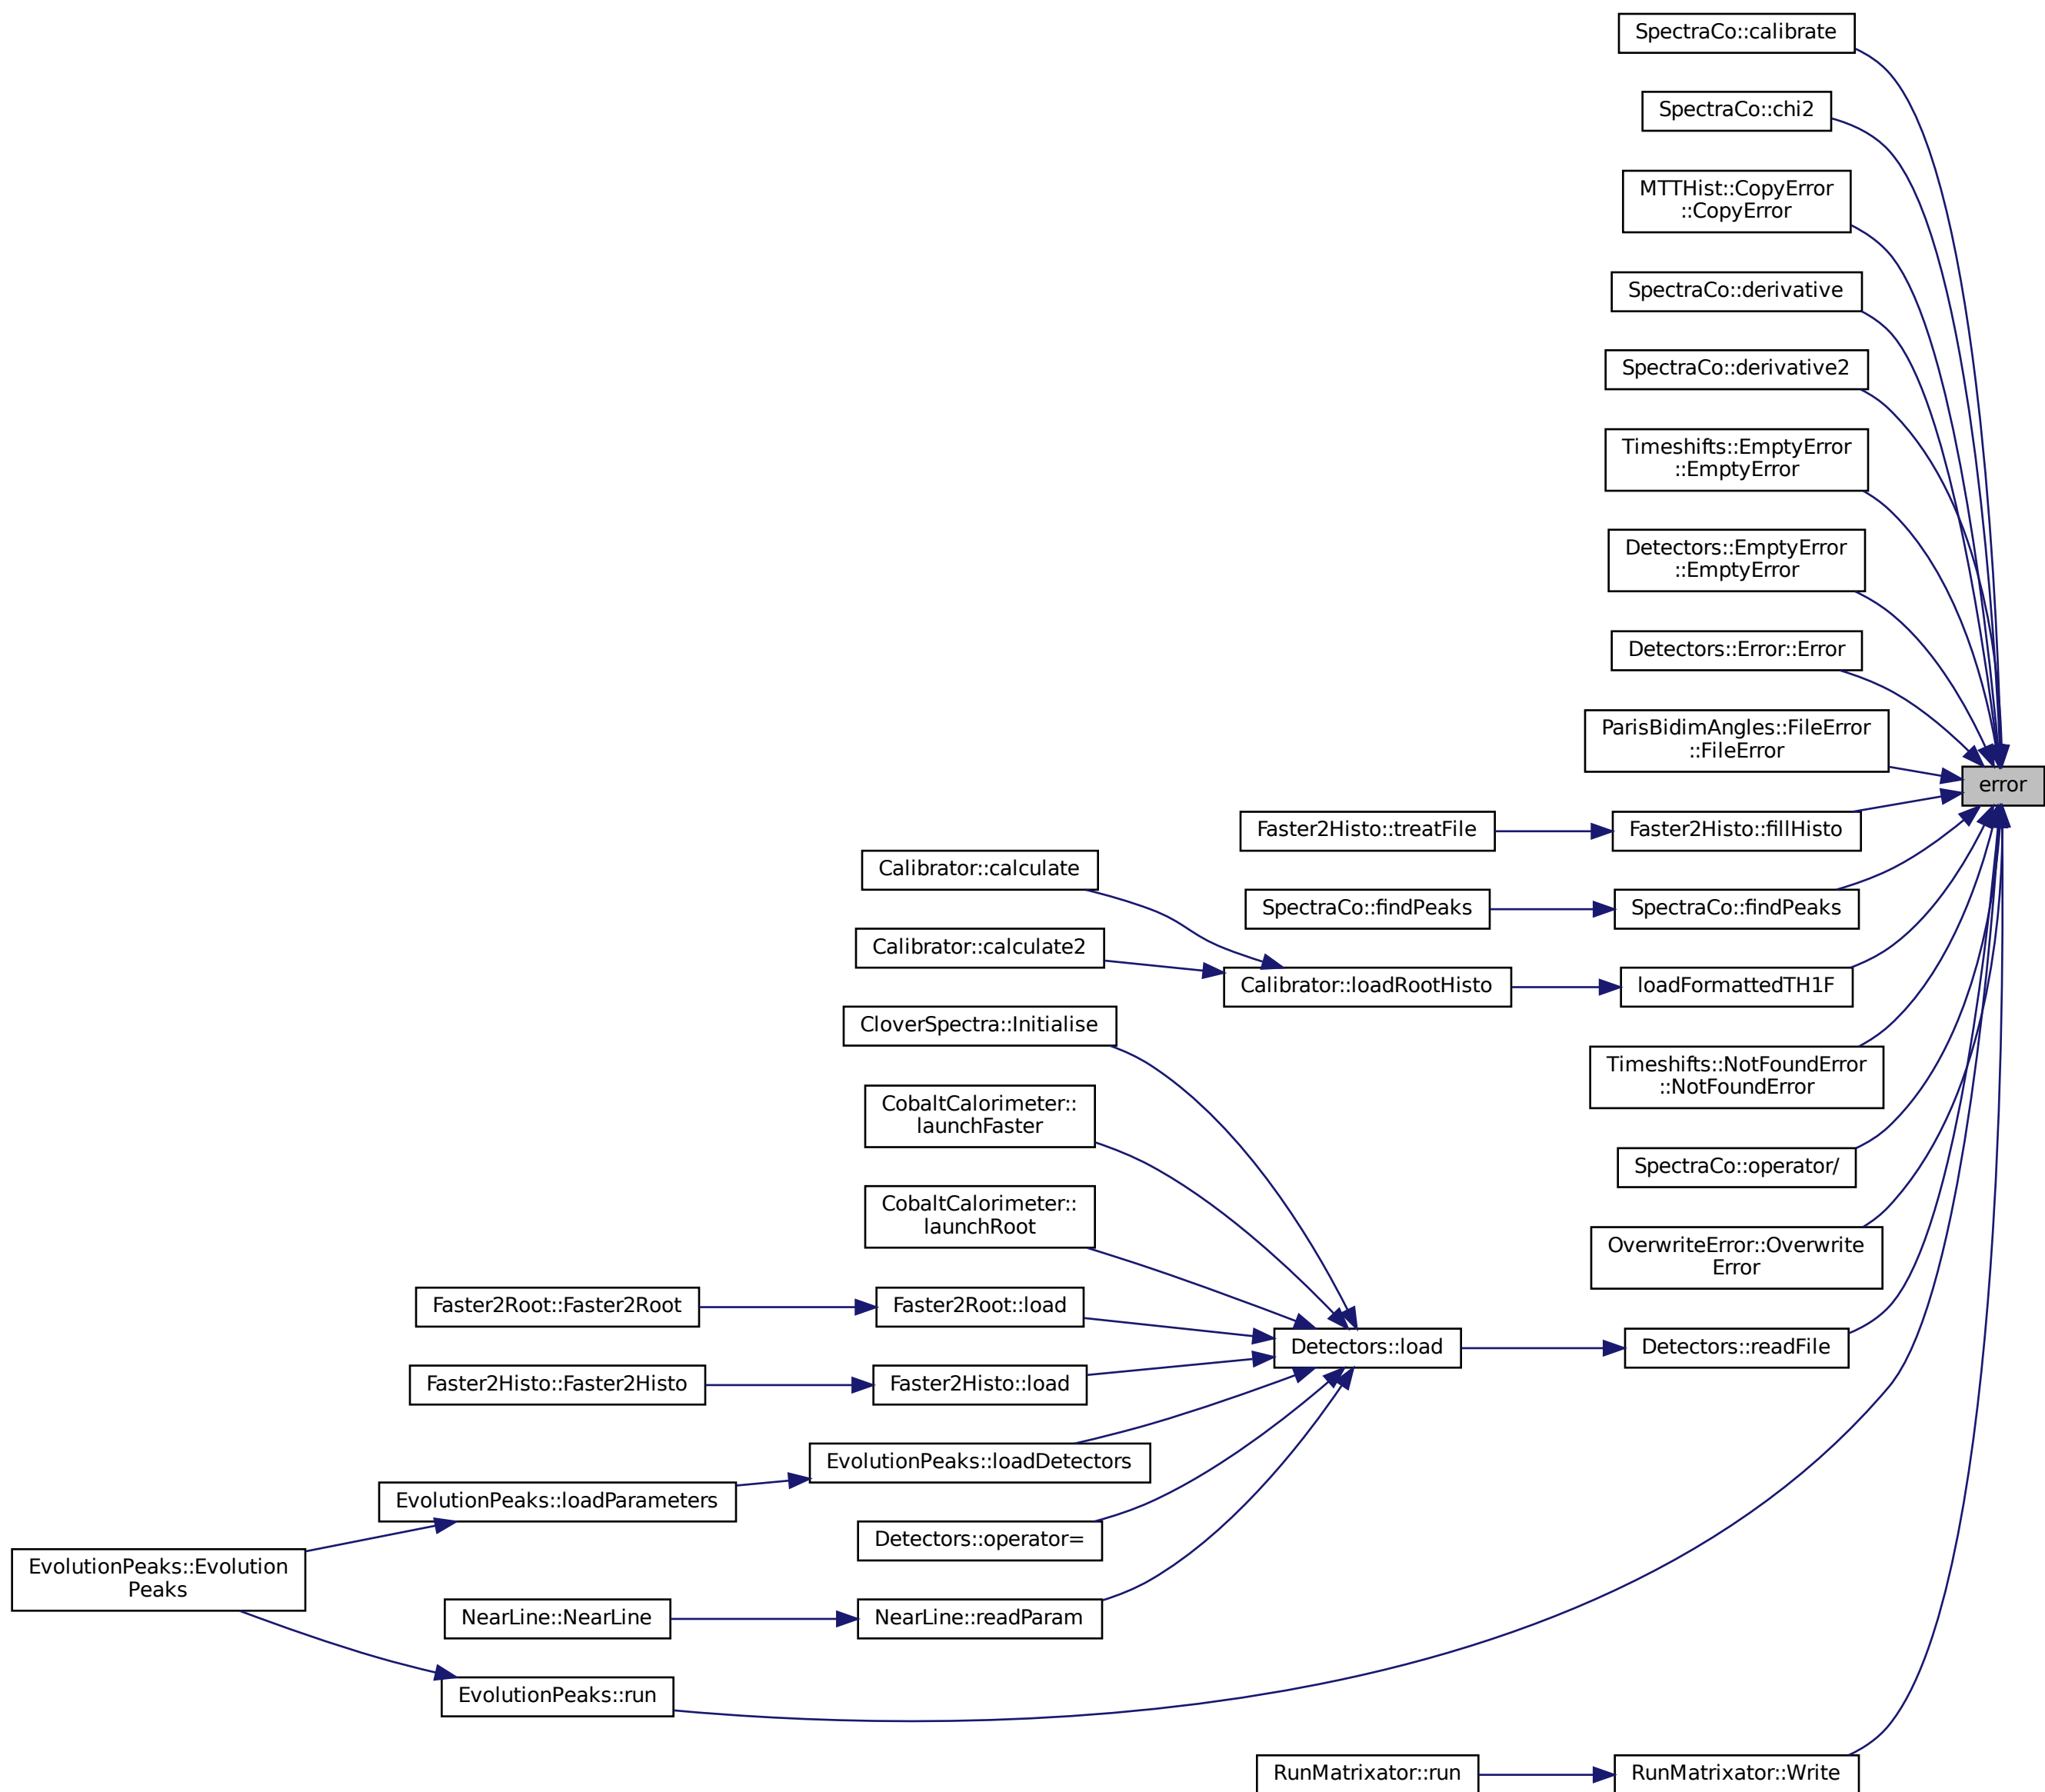 SpectraCo::calibrate
SpectraCo::chi2
MTTHist::CopyError
::CopyError
SpectraCo::derivative
SpectraCo::derivative2
Timeshifts::EmptyError
::EmptyError
Detectors::EmptyError
::EmptyError
Detectors::Error::Error
ParisBidimAngles::FileError
::FileError
error
Faster2Histo::treatFile
Faster2Histo::fillHisto
Calibrator::calculate
SpectraCo::findPeaks
SpectraCo::findPeaks
Calibrator::calculate2
Calibrator::loadRootHisto
loadFormattedTH1F
CloverSpectra::Initialise
Timeshifts::NotFoundError
::NotFoundError
CobaltCalorimeter::
launchFaster
SpectraCo::operator/
CobaltCalorimeter::
launchRoot
OverwriteError::Overwrite
Error
Faster2Root::Faster2Root
Faster2Root::load
Detectors::load
Detectors::readFile
Faster2Histo::Faster2Histo
Faster2Histo::load
EvolutionPeaks::loadDetectors
EvolutionPeaks::loadParameters
Detectors::operator=
EvolutionPeaks::Evolution
Peaks
NearLine::NearLine
NearLine::readParam
EvolutionPeaks::run
RunMatrixator::run
RunMatrixator::Write